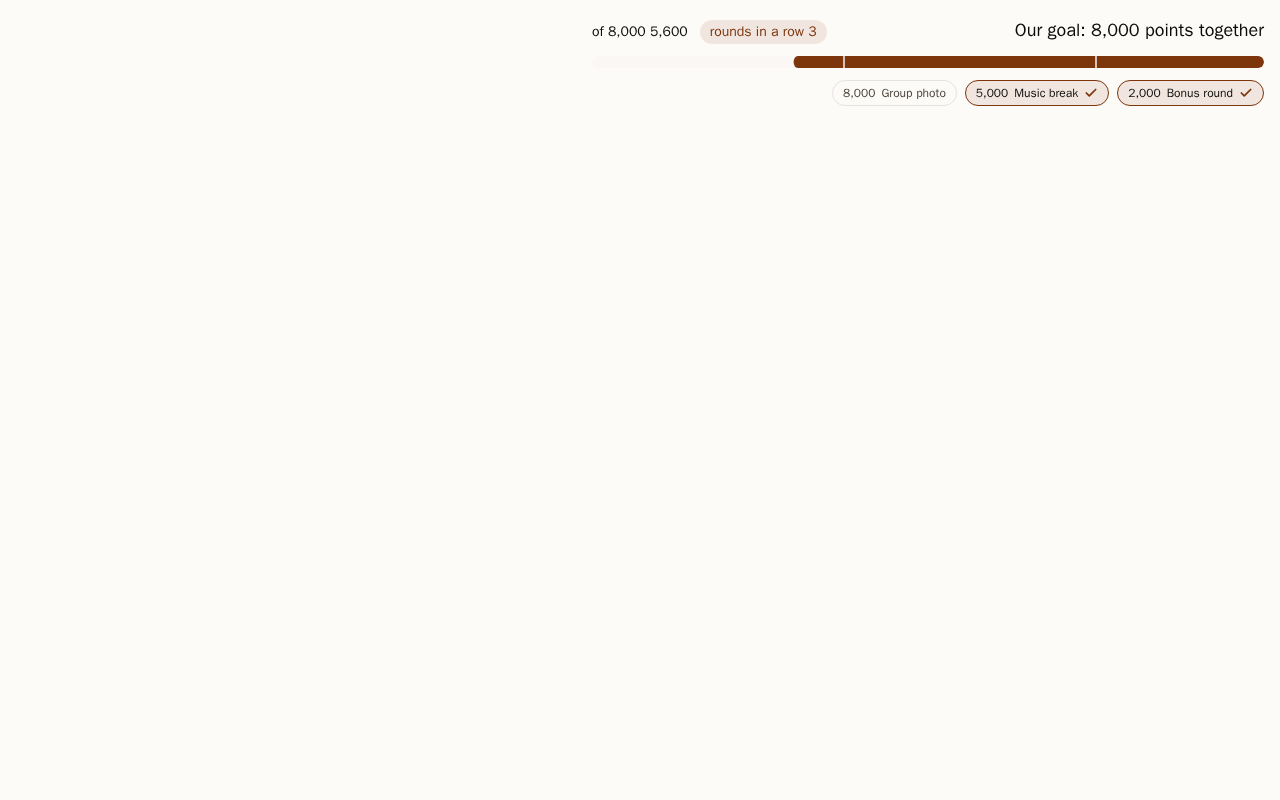 Our goal: 8,000 points together
rounds in a row 3
of 8,000 5,600
2,000 Bonus round
5,000 Music break
8,000 Group photo